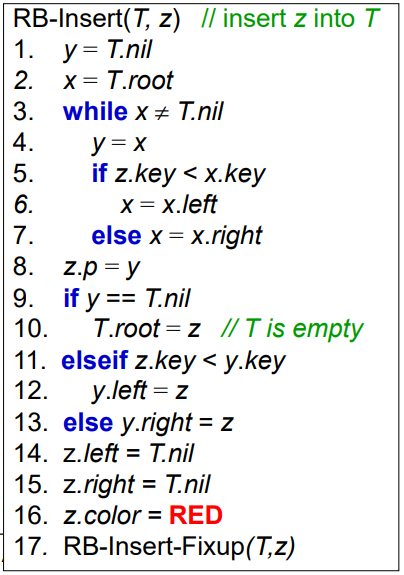 RB-Insert(T, z) // insert z into T
1. y = T.nil
2. x = T.root
3. while x ≠ T.nil
4. y = x
5. if z.key < x.key
6. x = x.left
7. else x = x.right
8. z.p = y
9. if y == T.nil
10. T.root = z // T is empty
11. elseif z.key < y.key
12. y.left = z
13. else y.right = z
14. z.left = T.nil
15. z.right = T.nil
16. z.color = RED
17. RB-Insert-Fixup(T,z)